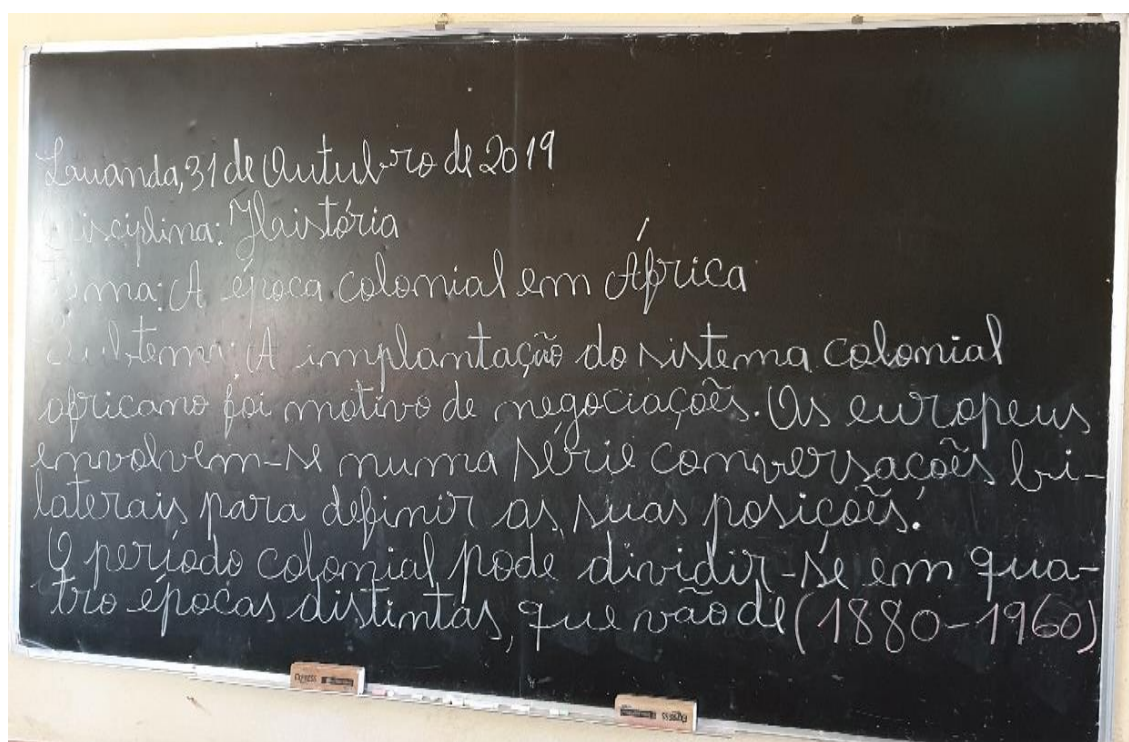 Luanda, 31 de Outubro de 2019
Disciplina: História
Tema: A época colonial em África
Subtema: A implantação do sistema colonial
africano foi motivo de negociações. Os europeus
envolvem-se numa série conversações bi-
laterais para definir as suas posições.
O período colonial pode dividir-se em qua-
tro épocas distintas, que vão de (1880-1960)
EXPRESS
EXPRESS